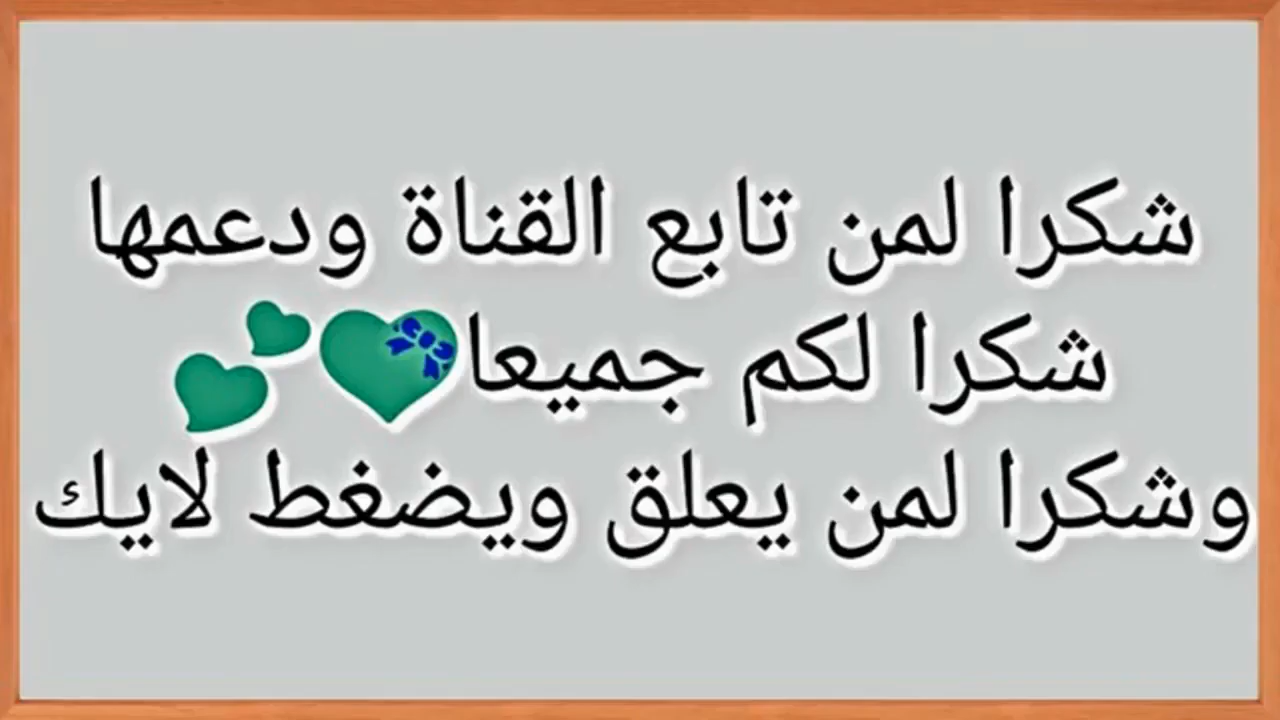 شكرا لمن تابع القناة ودعمها
شكرا لكم جميعا💝💕
وشكرا لمن يعلق ويضغط لايك